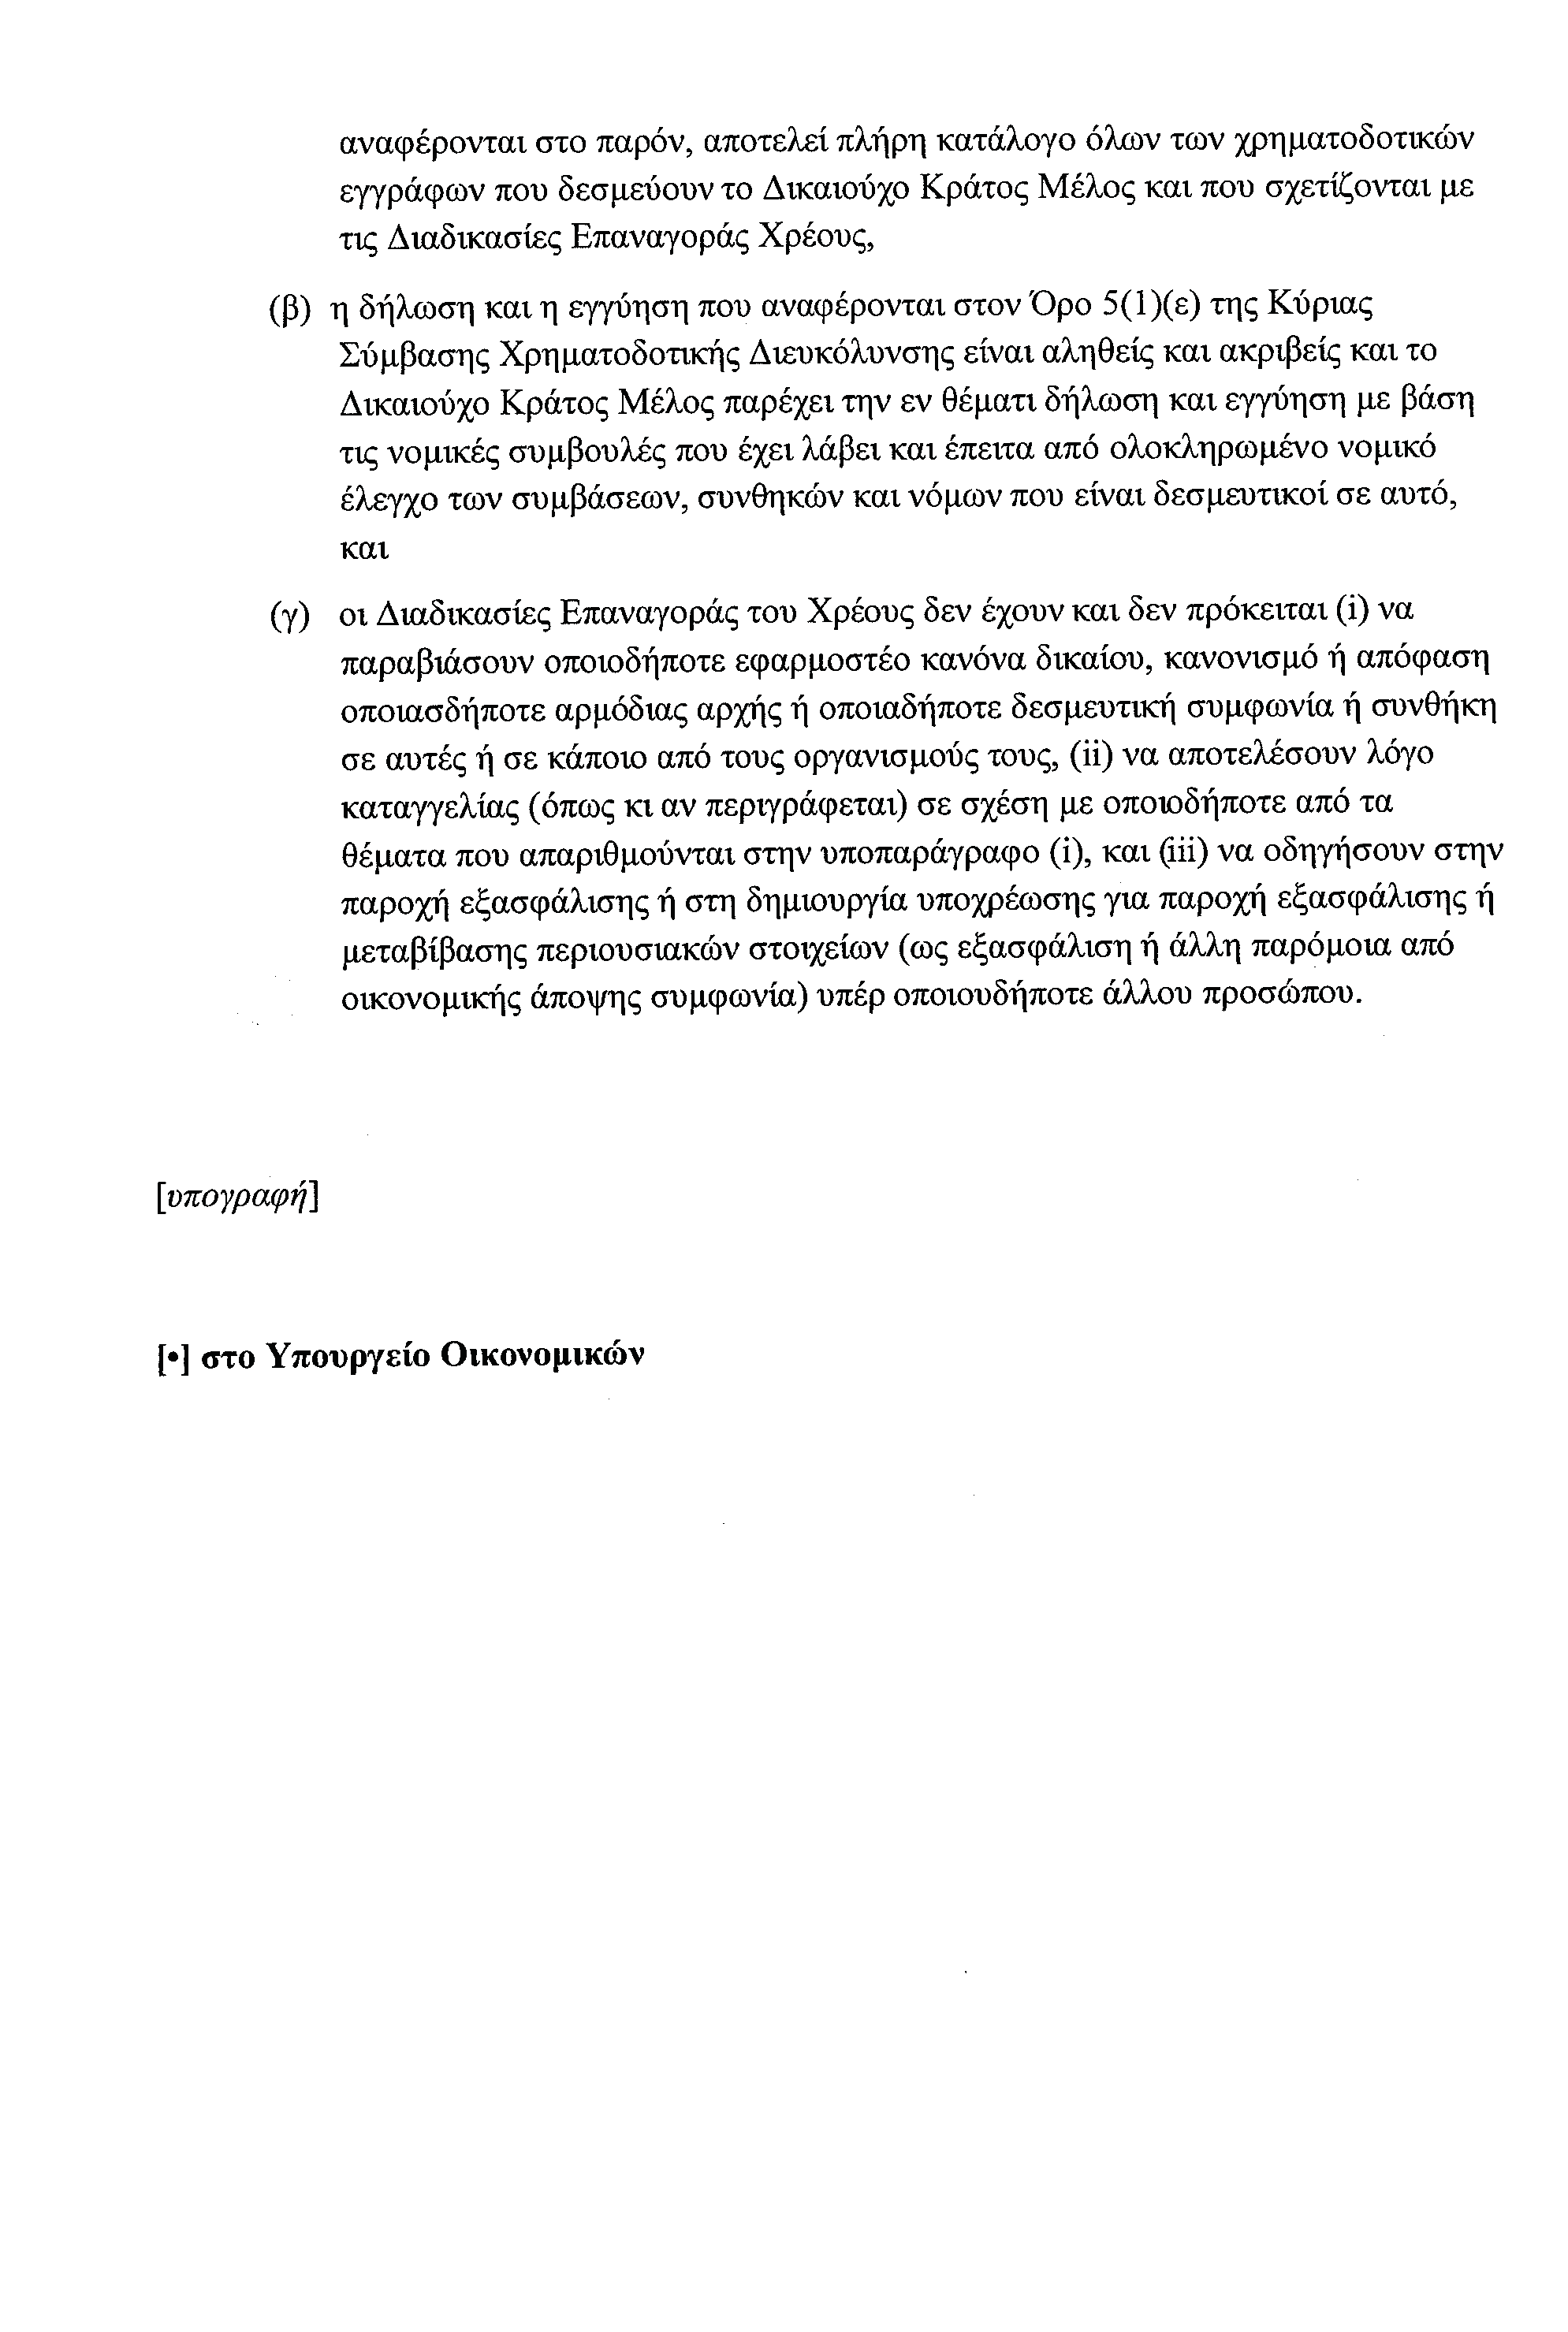 αναφέρονται στο παρόν, αποτελεί πλήρη κατάλογο όλων των χρηματοδοτικών
εγγράφων που δεσμεύουν το Δικαιούχο Κράτος Μέλος και που σχετίζονται με
τις Διαδικασίες Επαναγοράς Χρέους,
(β) η δήλωση και η εγγύηση που αναφέρονται στον Όρο 5(1)(ε) της Κύριας
Σύμβασης Χρηματοδοτικής Διευκόλυνσης είναι αληθείς και ακριβείς και το
Δικαιούχο Κράτος Μέλος παρέχει την εν θέματι δήλωση και εγγύηση με βάση
τις νομικές συμβουλές που έχει λάβει και έπειτα από ολοκληρωμένο νομικό
έλεγχο των συμβάσεων, συνθηκών και νόμων που είναι δεσμευτικοί σε αυτό,
και
(γ) οι Διαδικασίες Επαναγοράς του Χρέους δεν έχουν και δεν πρόκειται (i) να
παραβιάσουν οποιοδήποτε εφαρμοστέο κανόνα δικαίου, κανονισμό ή απόφαση
οποιασδήποτε αρμόδιας αρχής ή οποιαδήποτε δεσμευτική συμφωνία ή συνθήκη
σε αυτές ή σε κάποιο από τους οργανισμούς τους, (ii) να αποτελέσουν λόγο
καταγγελίας (όπως κι αν περιγράφεται) σε σχέση με οποιοδήποτε από τα
θέματα που απαριθμούνται στην υποπαράγραφο (i), και (iii) να οδηγήσουν στην
παροχή εξασφάλισης ή στη δημιουργία υποχρέωσης για παροχή εξασφάλισης ή
μεταβίβασης περιουσιακών στοιχείων (ως εξασφάλιση ή άλλη παρόμοια από
οικονομικής άποψης συμφωνία) υπέρ οποιουδήποτε άλλου προσώπου.
[υπογραφή]
[•] στο Υπουργείο Οικονομικών